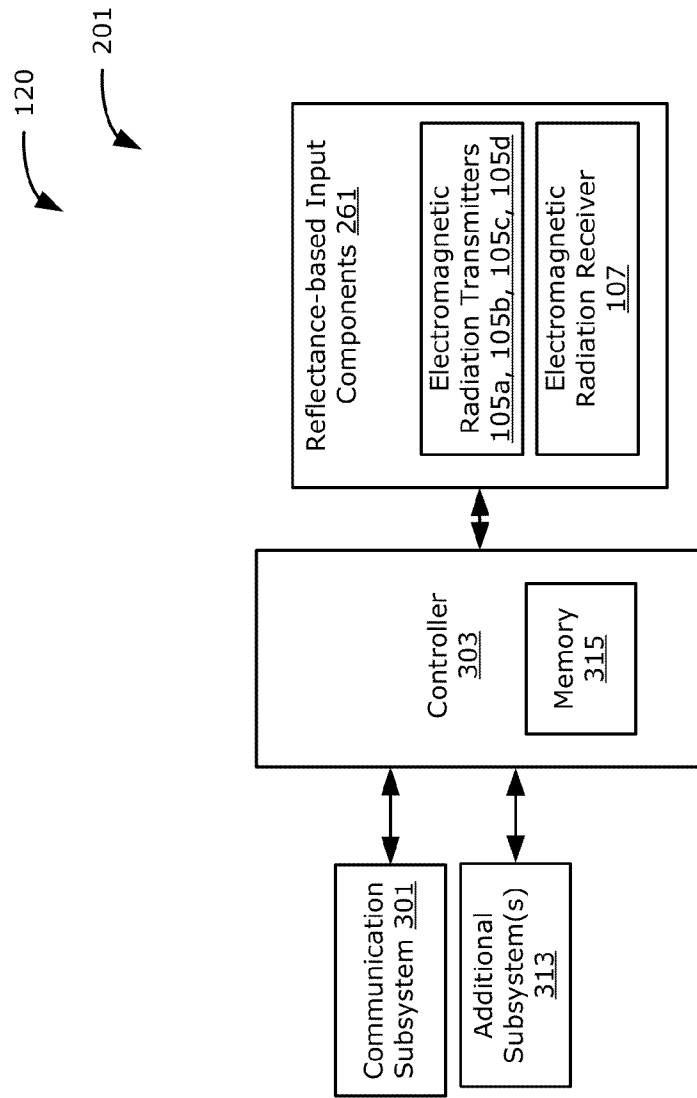 120
201
Communication
Subsystem 301
Additional
Subsystem(s)
313
Controller
303
Memory
315
Reflectance-based Input
Components 261
Electromagnetic
Radiation Transmitters
105a, 105b, 105c, 105d
Electromagnetic
Radiation Receiver
107